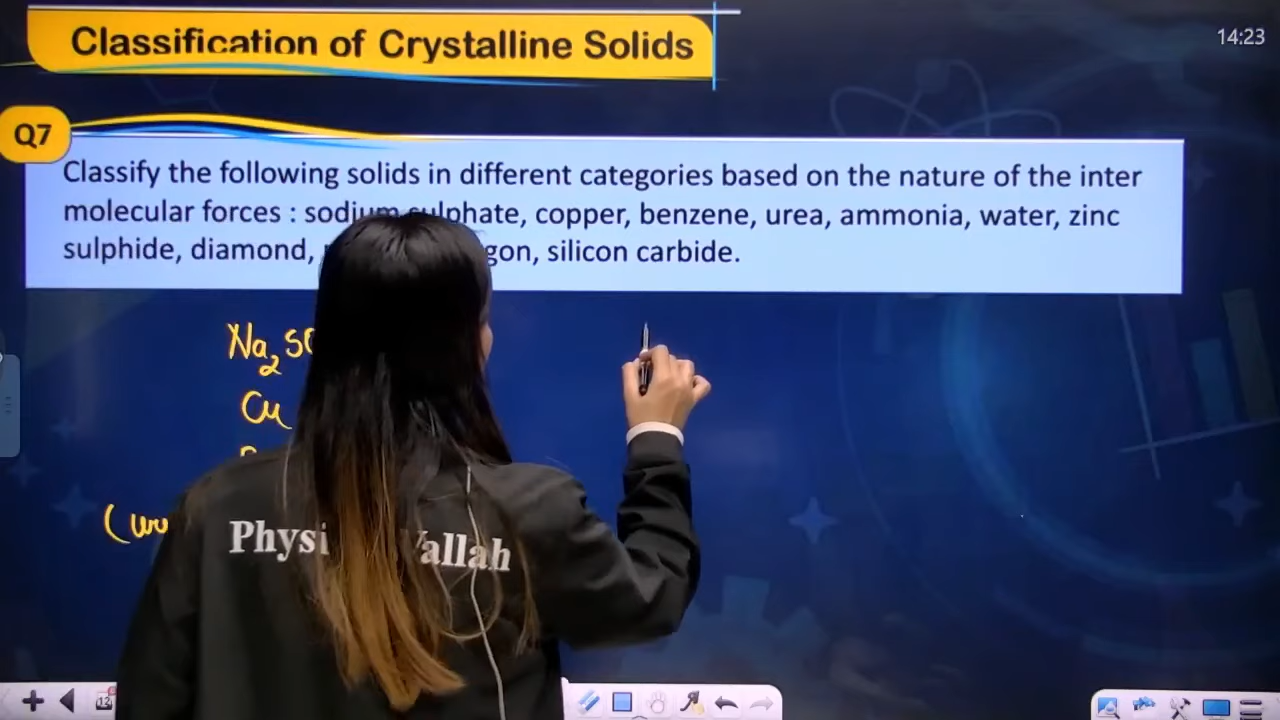 Classification of Crystalline Solids
14:23
Q7
Classify the following solids in different categories based on the nature of the inter
molecular forces : sodium sulphate, copper, benzene, urea, ammonia, water, zinc
sulphide, diamond, silicon carbide.
Na₂
Cu
Physi allah